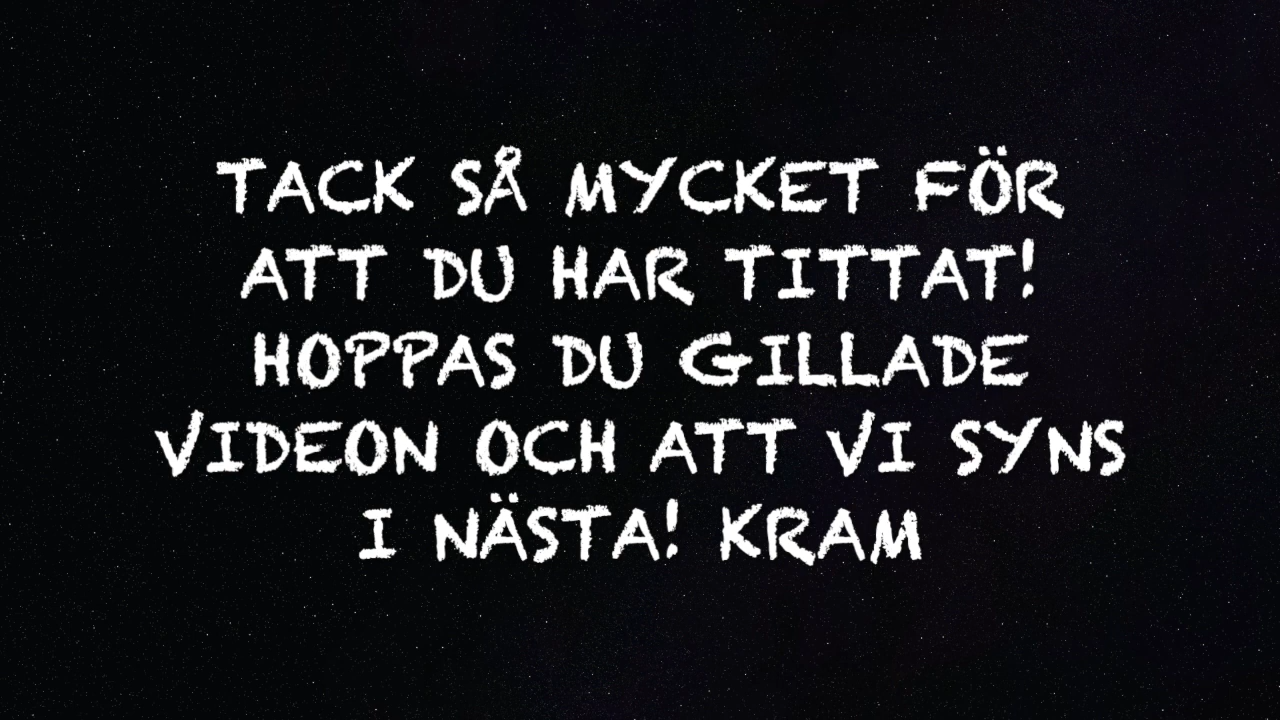 TACK SÅ MYCKET FÖR
ATT DU HAR TITTAT!
HOPPAS DU GILLADE
VIDEON OCH ATT VI SYNS
I NÄSTA! KRAM